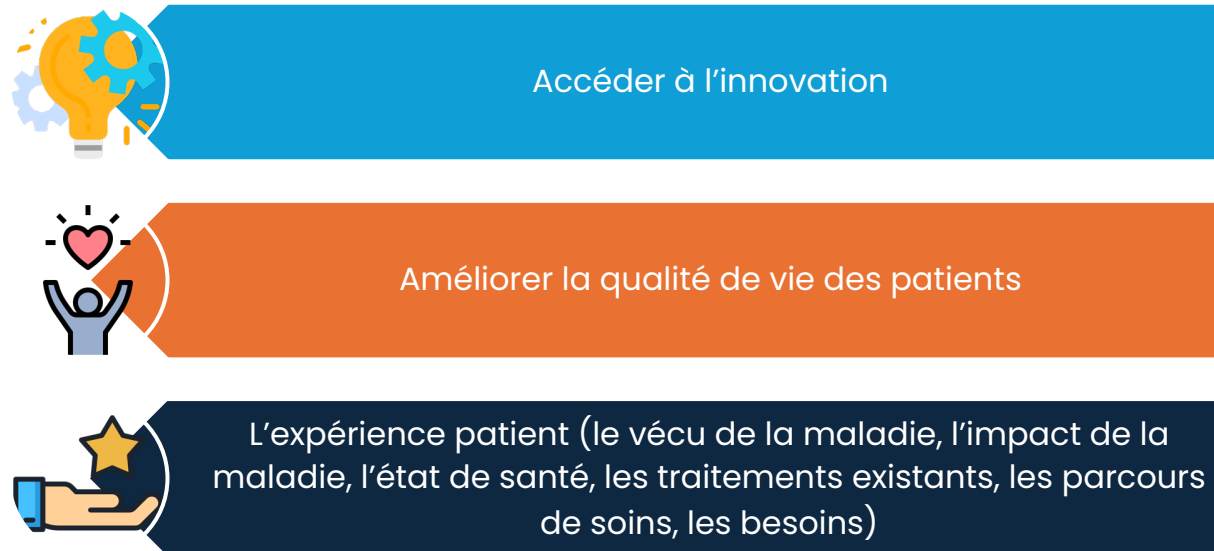 Accéder à l’innovation
Améliorer la qualité de vie des patients
L’expérience patient (le vécu de la maladie, l’impact de la
maladie, l’état de santé, les traitements existants, les parcours
de soins, les besoins)